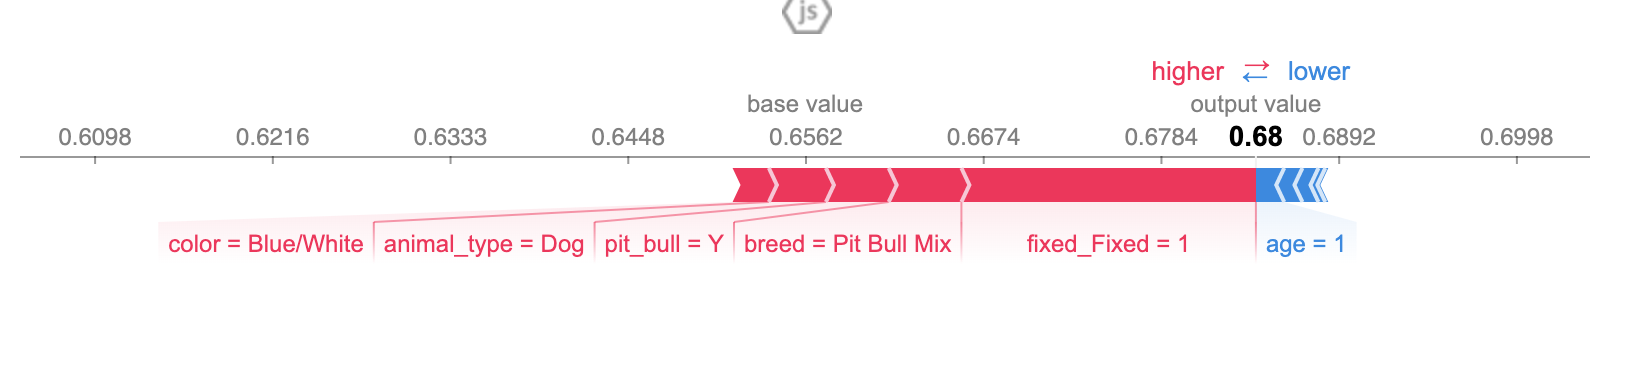 js
higher lower
base value output value
0.6098 0.6216 0.6333 0.6448 0.6562 0.6674 0.6784 0.68 0.6892 0.6998
color = Blue/White animal_type = Dog pit_bull = Y breed = Pit Bull Mix fixed_Fixed = 1 age = 1